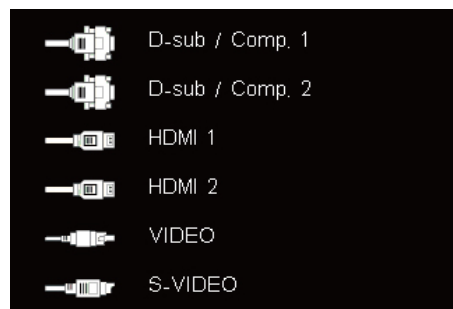 D-sub / Comp. 1
D-sub / Comp. 2
HDMI 1
HDMI 2
VIDEO
S-VIDEO